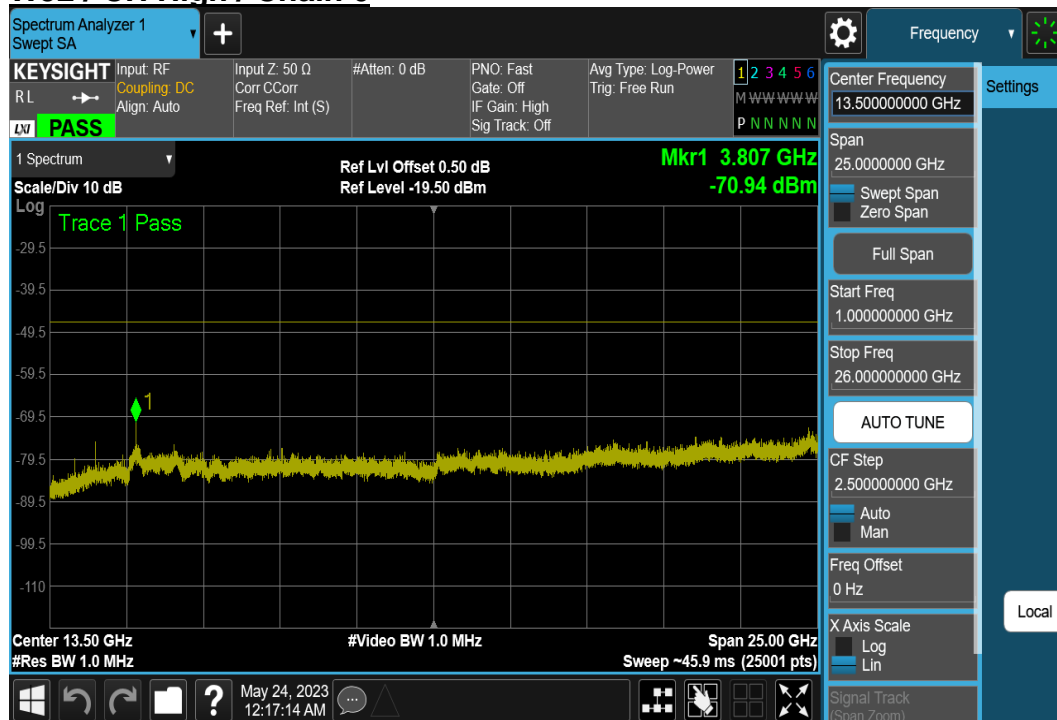 Spectrum Analyzer 1
Swept SA
Frequency
KEYSIGHT
RL
LXI PASS
Input: RF
Coupling: DC
Align: Auto
Input Z: 50 Ω
Corr CCorr
Freq Ref: Int (S)
#Atten: 0 dB
PNO: Fast
Gate: Off
IF Gain: High
Sig Track: Off
Avg Type: Log-Power
Trig: Free Run
1 2 3 4 5 6
M W W W W W
P N N N N N
1 Spectrum
Scale/Div 10 dB
Ref Lvl Offset 0.50 dB
Ref Level -19.50 dBm
Mkr1 3.807 GHz
-70.94 dBm
Log
Trace 1 Pass
-29.5
-39.5
-49.5
-59.5
1
-69.5
-79.5
-89.5
-99.5
-110
Center 13.50 GHz
#Res BW 1.0 MHz
#Video BW 1.0 MHz
Span 25.00 GHz
Sweep ~45.9 ms (25001 pts)
?
May 24, 2023
12:17:14 AM
Center Frequency
13.500000000 GHz
Settings
Span
25.0000000 GHz
Swept Span
Zero Span
Full Span
Start Freq
1.000000000 GHz
Stop Freq
26.000000000 GHz
AUTO TUNE
CF Step
2.500000000 GHz
Auto
Man
Freq Offset
0 Hz
Local
X Axis Scale
Log
Lin
Signal Track
(Span Zoom)